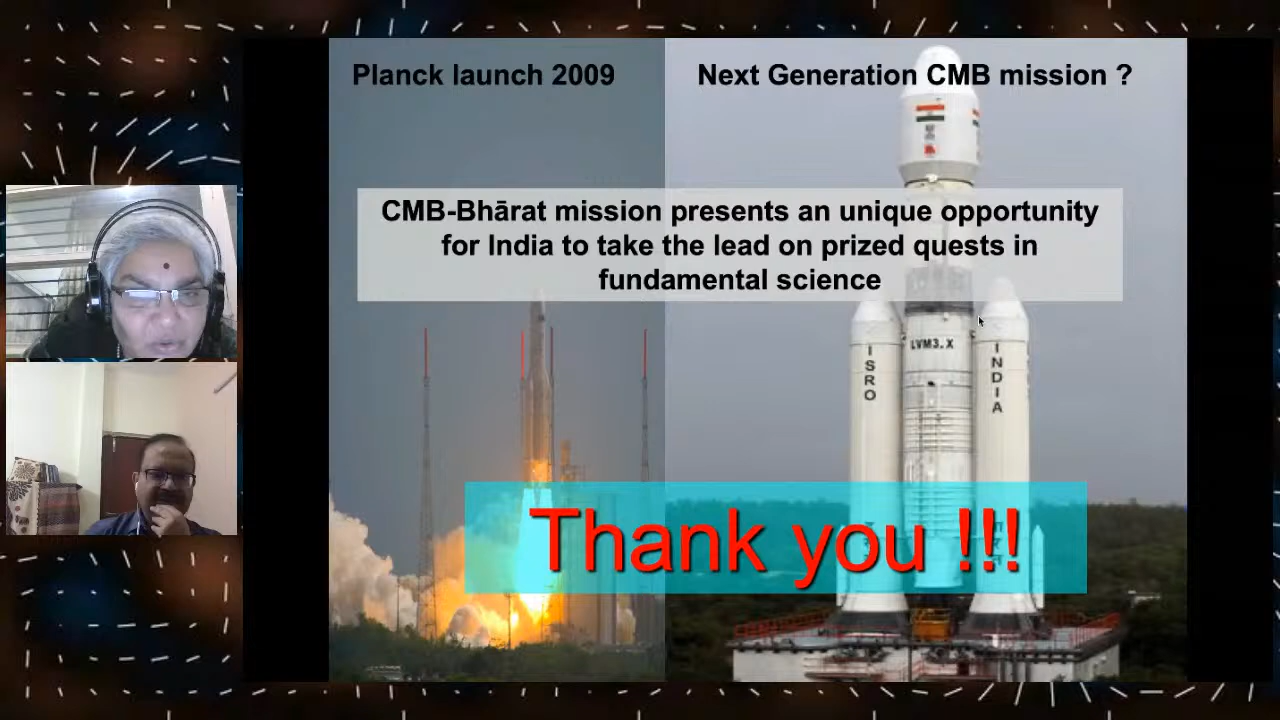 Planck launch 2009
Next Generation CMB mission ?
CMB-Bhārat mission presents an unique opportunity
for India to take the lead on prized quests in
fundamental science
LVM3.X
ISRO
INDIA
Thank you !!!